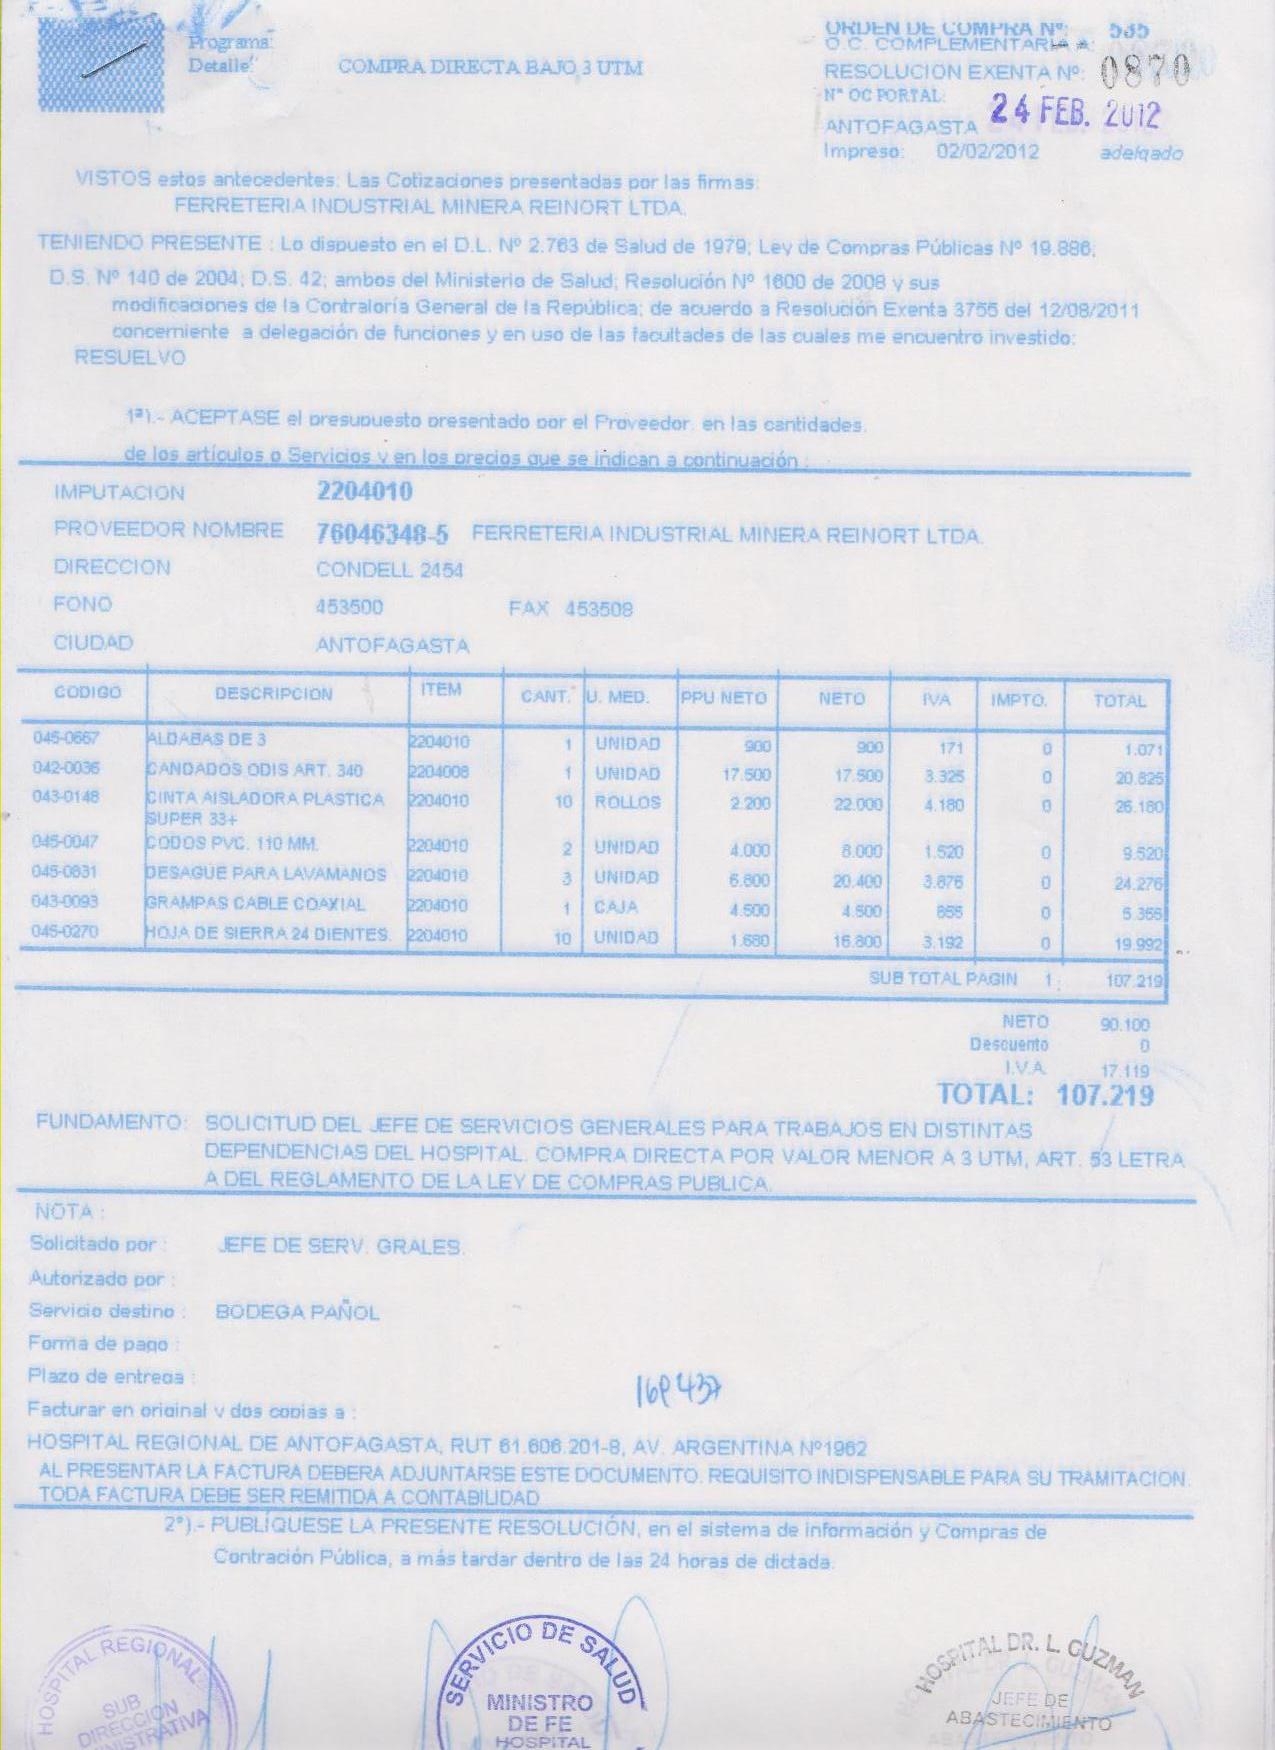 Programa:
Detalle:
COMPRA DIRECTA BAJO 3 UTM
ORDEN DE COMPRA Nº: 535
O.C. COMPLEMENTARIA A:
RESOLUCION EXENTA Nº: 0870
Nº OC PORTAL:
24 FEB. 2012
ANTOFAGASTA
Impreso: 02/02/2012 adelgado
VISTOS estos antecedentes: Las Cotizaciones presentadas por las firmas:
FERRETERIA INDUSTRIAL MINERA REINORT LTDA.
TENIENDO PRESENTE : Lo dispuesto en el D.L. Nº 2.763 de Salud de 1979; Ley de Compras Públicas Nº 19.886;
D.S. Nº 140 de 2004; D.S. 42; ambos del Ministerio de Salud; Resolución Nº 1600 de 2008 y sus
modificaciones de la Contraloría General de la República; de acuerdo a Resolución Exenta 3755 del 12/08/2011
concerniente a delegación de funciones y en uso de las facultades de las cuales me encuentro investido:
RESUELVO
1ª).- ACEPTASE el presupuesto presentado por el Proveedor, en las cantidades,
de los artículos o Servicios y en los precios que se indican a continuación :
IMPUTACION 2204010
PROVEEDOR NOMBRE 76046348-5 FERRETERIA INDUSTRIAL MINERA REINORT LTDA.
DIRECCION CONDELL 2454
FONO 453500 FAX 453508
CIUDAD ANTOFAGASTA
CODIGO DESCRIPCION ITEM CANT. U. MED. PPU NETO NETO IVA IMPTO. TOTAL
045-0667 ALDABAS DE 3 2204010 1 UNIDAD 900 900 171 0 1.071
042-0036 CANDADOS ODIS ART. 340 2204008 1 UNIDAD 17.500 17.500 3.325 0 20.825
043-0148 CINTA AISLADORA PLASTICA 2204010 10 ROLLOS 2.200 22.000 4.180 0 26.180
SUPER 33+
045-0047 CODOS PVC. 110 MM. 2204010 2 UNIDAD 4.000 8.000 1.520 0 9.520
045-0831 DESAGUE PARA LAVAMANOS 2204010 3 UNIDAD 6.800 20.400 3.876 0 24.276
043-0093 GRAMPAS CABLE COAXIAL 2204010 1 CAJA 4.500 4.500 855 0 5.355
045-0270 HOJA DE SIERRA 24 DIENTES. 2204010 10 UNIDAD 1.680 16.800 3.192 0 19.992
SUB TOTAL PAGIN 1: 107.219
NETO 90.100
Descuento 0
I.V.A. 17.119
TOTAL: 107.219
FUNDAMENTO: SOLICITUD DEL JEFE DE SERVICIOS GENERALES PARA TRABAJOS EN DISTINTAS
DEPENDENCIAS DEL HOSPITAL. COMPRA DIRECTA POR VALOR MENOR A 3 UTM, ART. 53 LETRA
A DEL REGLAMENTO DE LA LEY DE COMPRAS PUBLICA.
NOTA :
Solicitado por : JEFE DE SERV. GRALES.
Autorizado por :
Servicio destino : BODEGA PAÑOL
Forma de pago :
Plazo de entrega :
Facturar en original y dos copias a :
HOSPITAL REGIONAL DE ANTOFAGASTA, RUT 61.606.201-8, AV. ARGENTINA Nº1962
AL PRESENTAR LA FACTURA DEBERA ADJUNTARSE ESTE DOCUMENTO. REQUISITO INDISPENSABLE PARA SU TRAMITACION.
TODA FACTURA DEBE SER REMITIDA A CONTABILIDAD
2º).- PUBLÍQUESE LA PRESENTE RESOLUCIÓN, en el sistema de información y Compras de
Contración Pública, a más tardar dentro de las 24 horas de dictada.
HOSPITAL REGIONAL
SUB
DIRECCION
SERVICIO DE SALUD
MINISTRO
DE FE
HOSPITAL
HOSPITAL DR. L. GUZMAN
JEFE DE
ABASTECIMIENTO